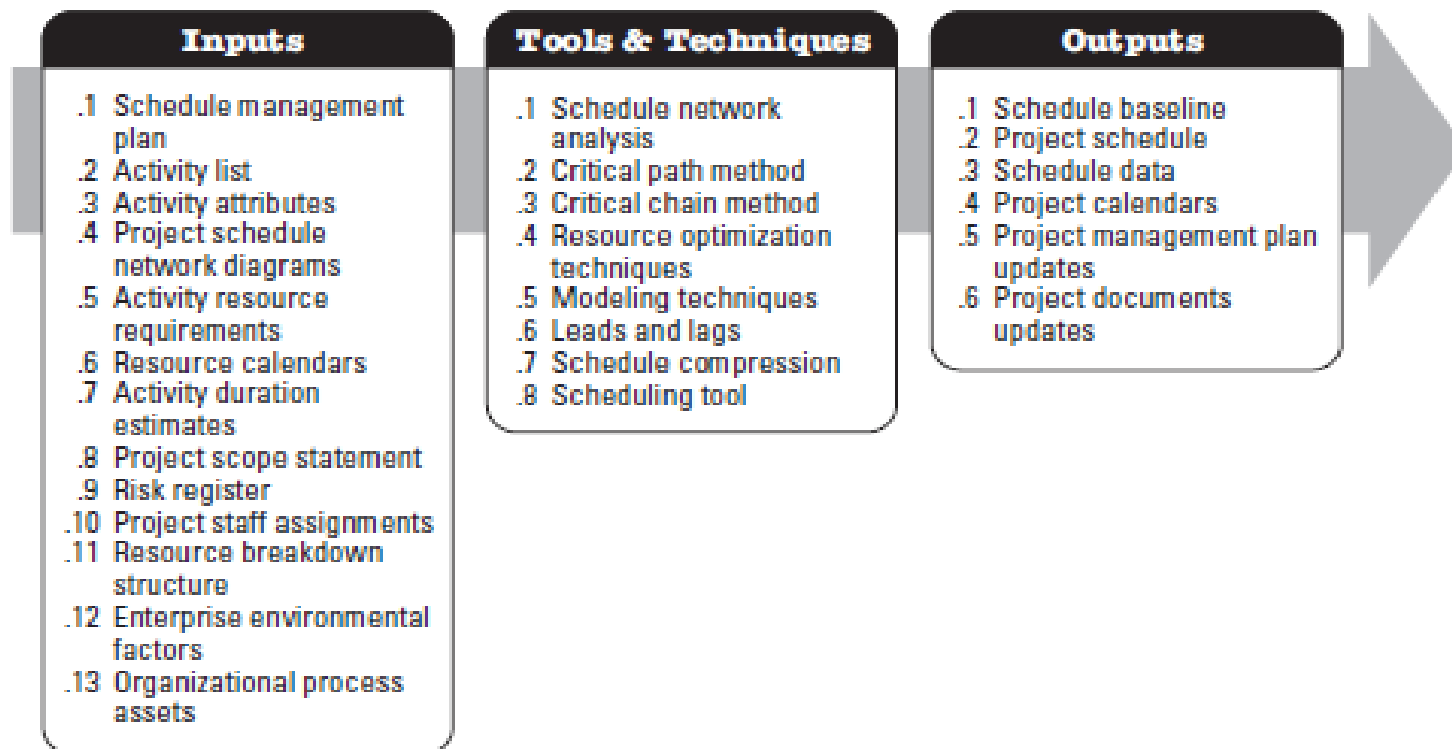 Inputs
.1 Schedule management
plan
.2 Activity list
.3 Activity attributes
.4 Project schedule
network diagrams
.5 Activity resource
requirements
.6 Resource calendars
.7 Activity duration
estimates
.8 Project scope statement
.9 Risk register
.10 Project staff assignments
.11 Resource breakdown
structure
.12 Enterprise environmental
factors
.13 Organizational process
assets
Tools & Techniques
.1 Schedule network
analysis
.2 Critical path method
.3 Critical chain method
.4 Resource optimization
techniques
.5 Modeling techniques
.6 Leads and lags
.7 Schedule compression
.8 Scheduling tool
Outputs
.1 Schedule baseline
.2 Project schedule
.3 Schedule data
.4 Project calendars
.5 Project management plan
updates
.6 Project documents
updates